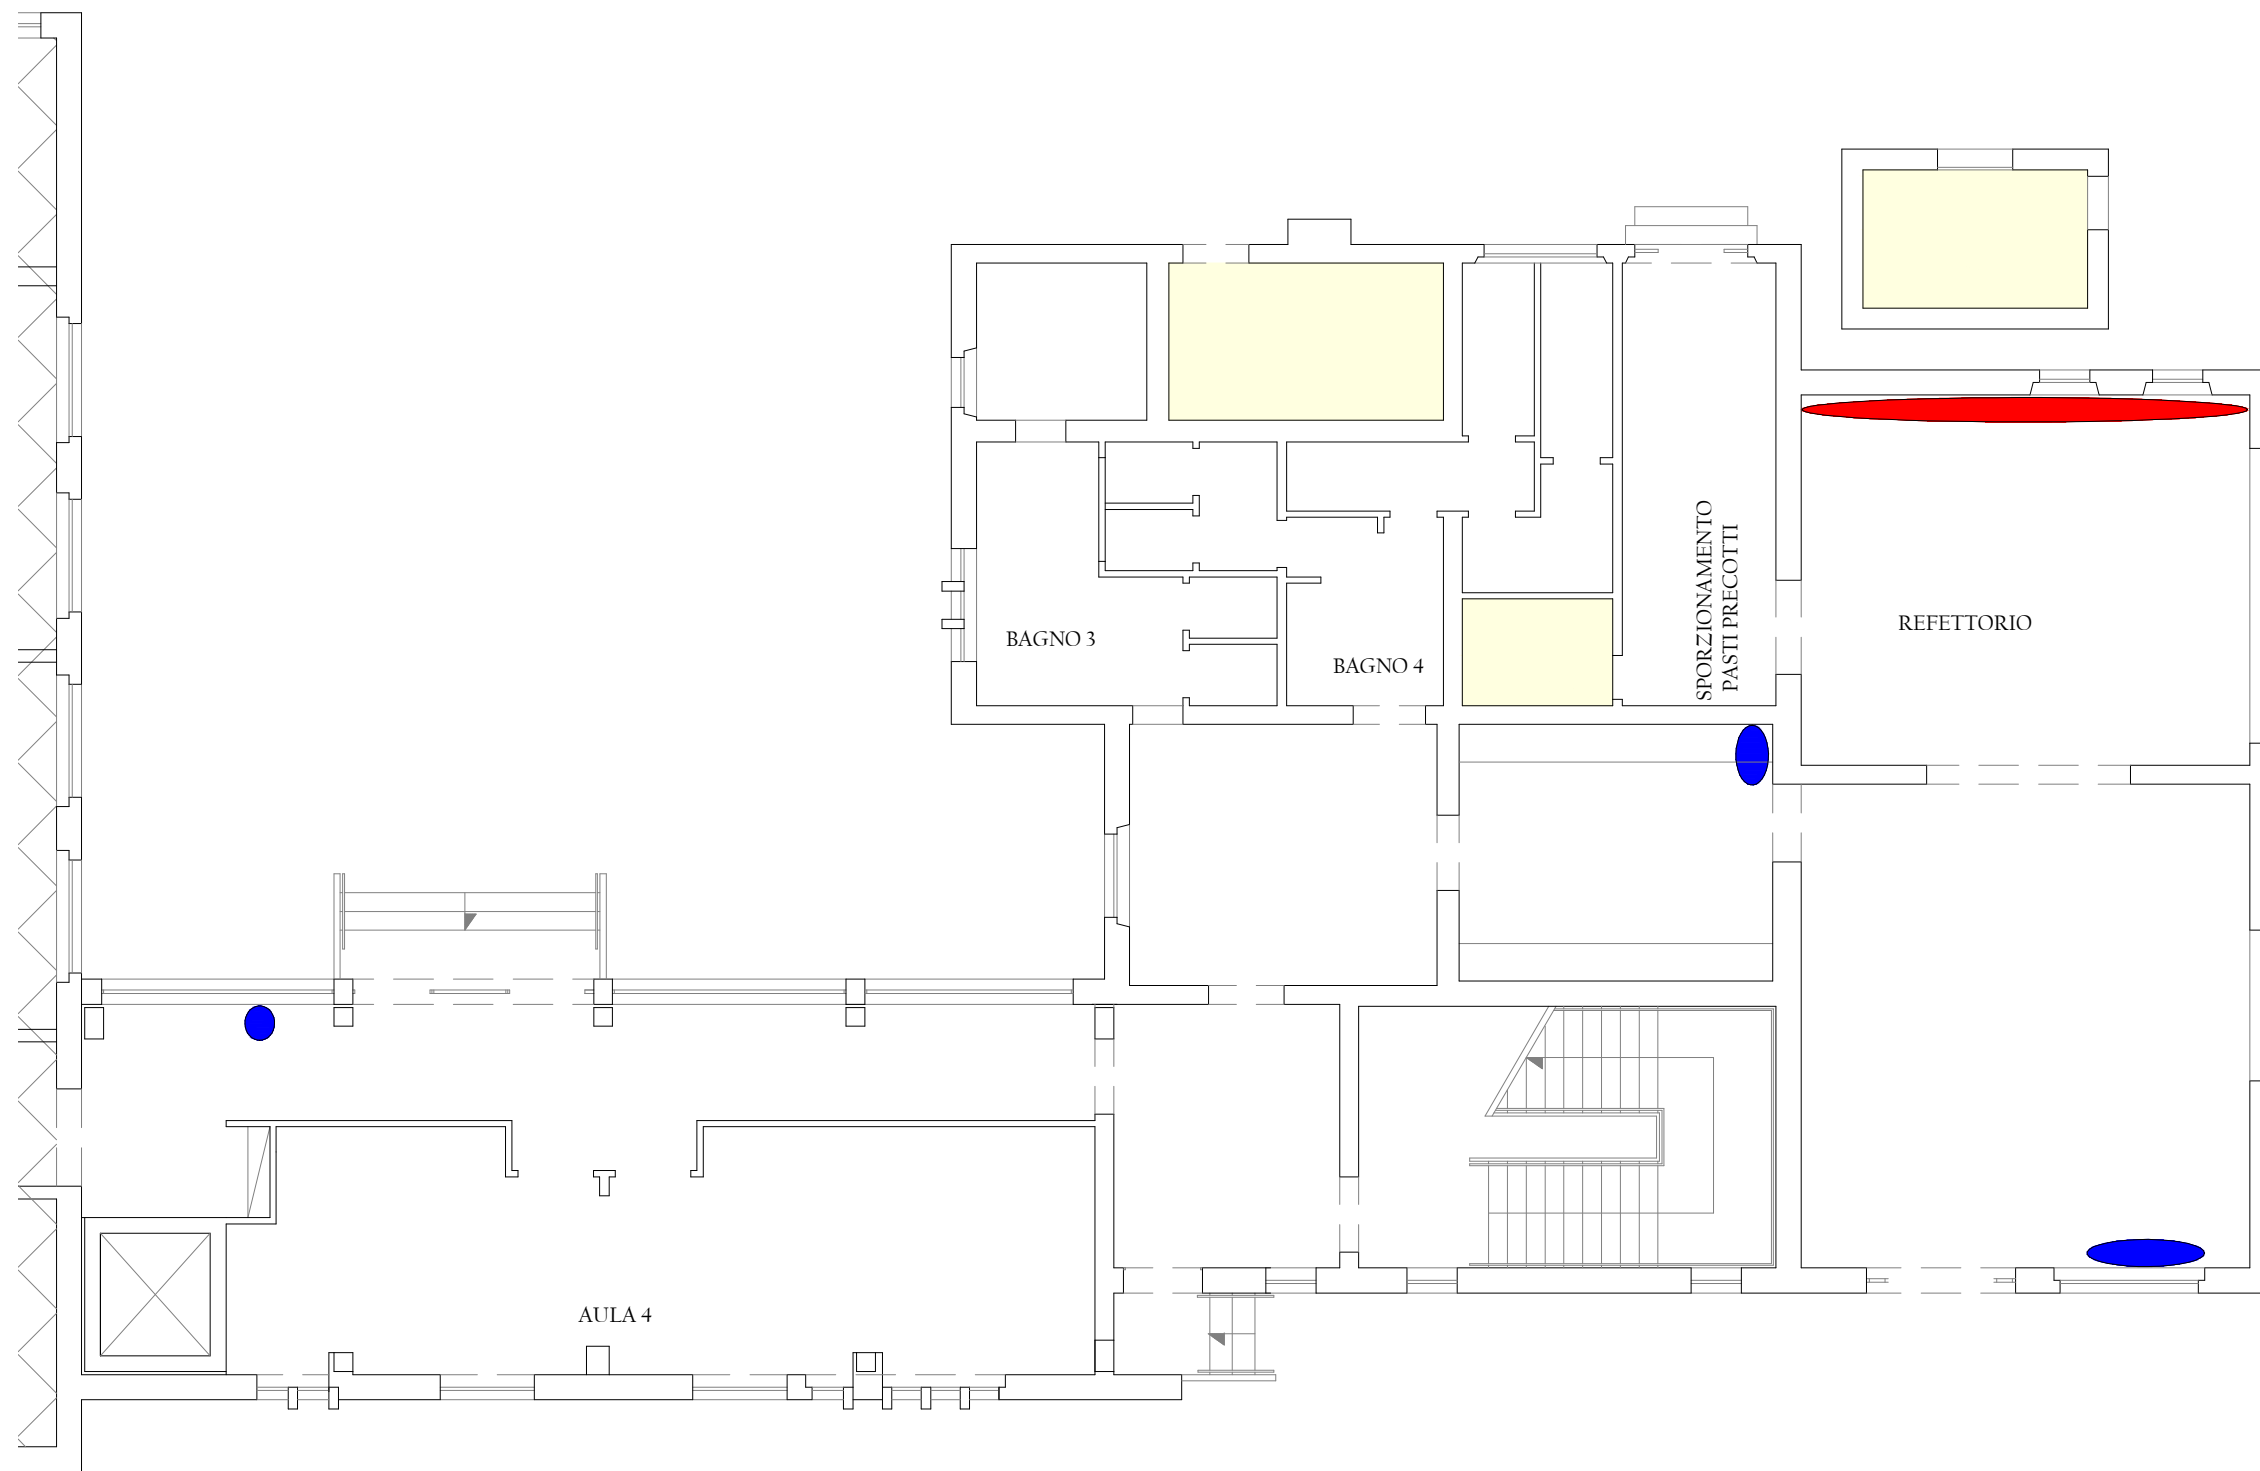 SPORZIONAMENTO
PASTI PRECOTTI
REFETTORIO
BAGNO 3
BAGNO 4
AULA 4